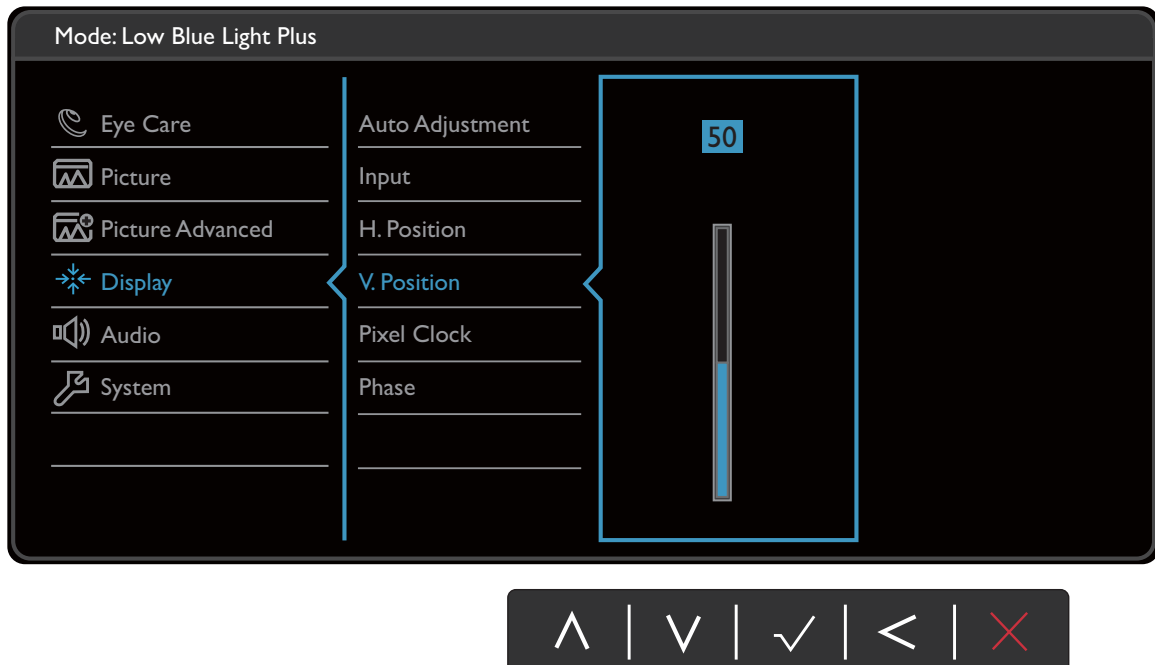 Mode: Low Blue Light Plus
Eye Care
Picture
Picture Advanced
Display
Audio
System
Auto Adjustment
Input
H. Position
V. Position
Pixel Clock
Phase
50